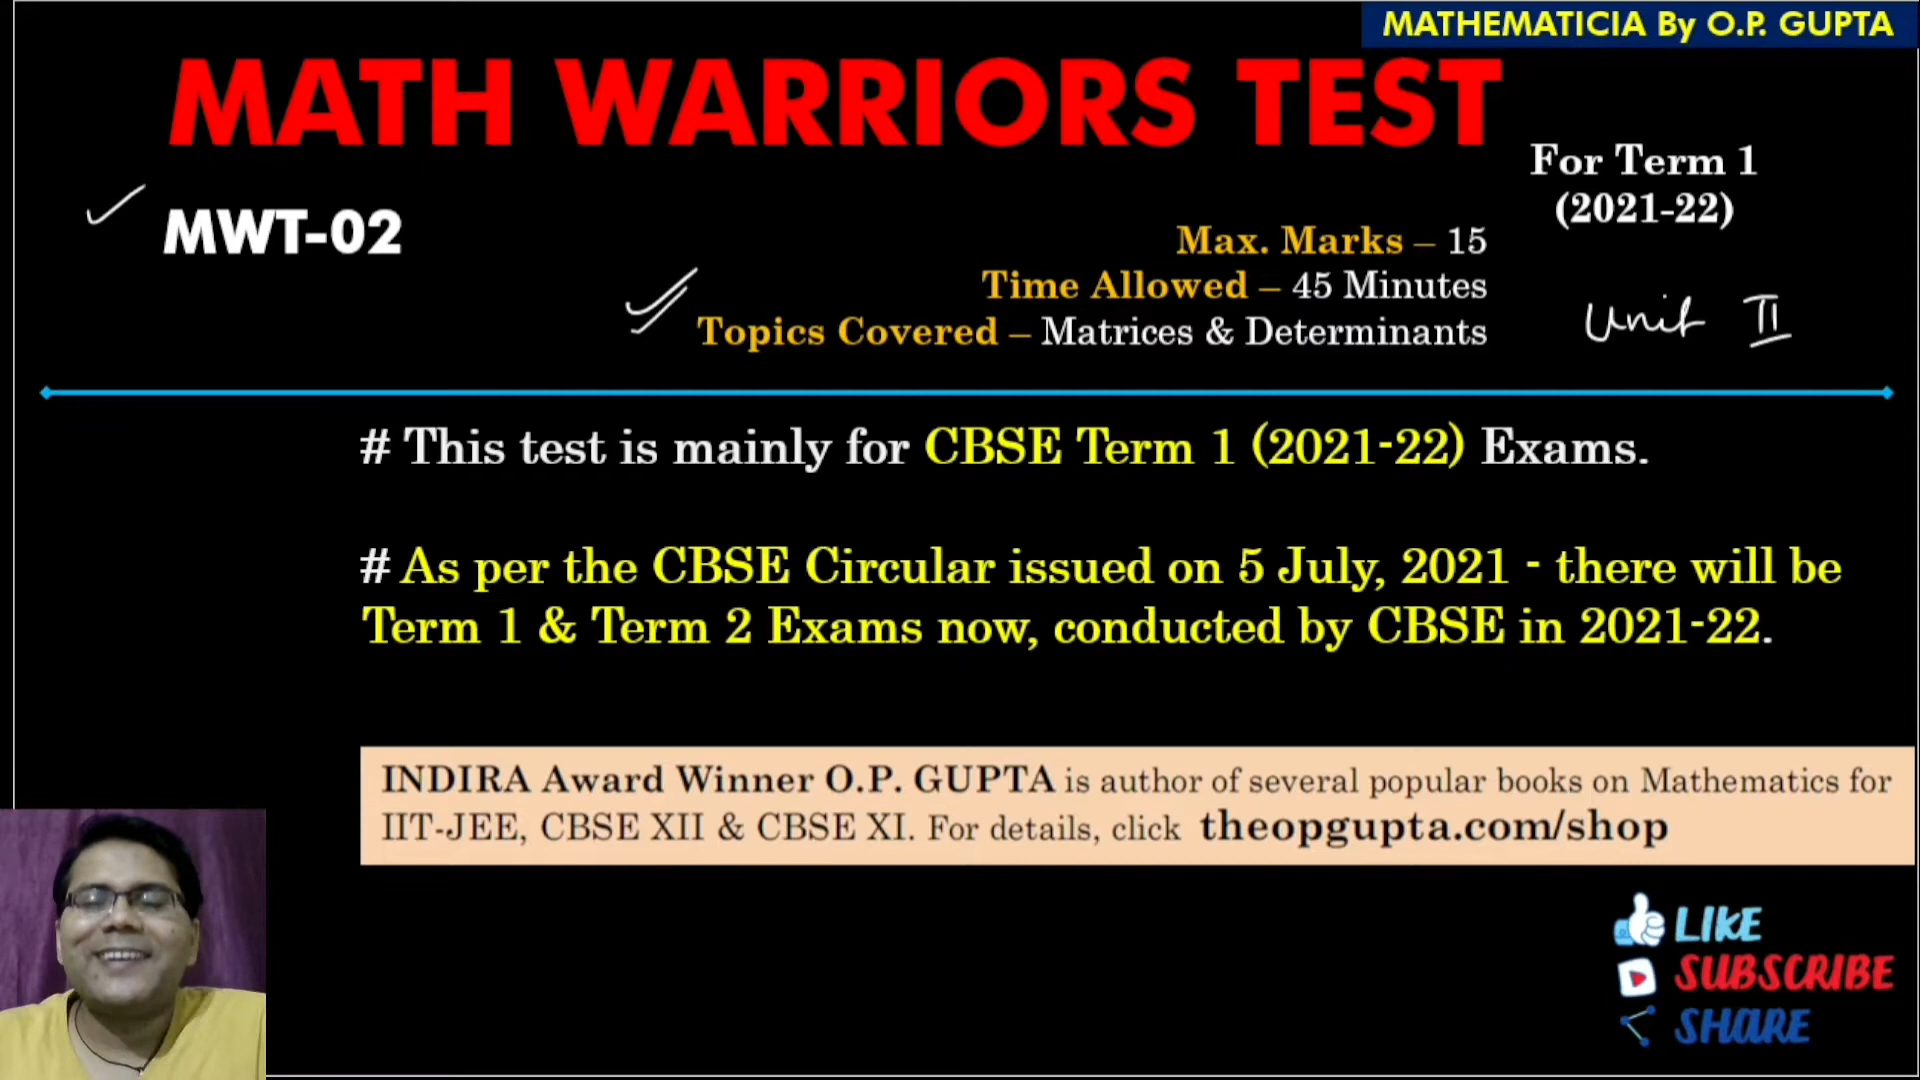 MATHEMATICIA By O.P. GUPTA
MATH WARRIORS TEST
For Term 1
(2021-22)
MWT-02
Max. Marks – 15
Time Allowed – 45 Minutes
Topics Covered – Matrices & Determinants
Unit II
# This test is mainly for CBSE Term 1 (2021-22) Exams.
# As per the CBSE Circular issued on 5 July, 2021 - there will be
Term 1 & Term 2 Exams now, conducted by CBSE in 2021-22.
INDIRA Award Winner O.P. GUPTA is author of several popular books on Mathematics for
IIT-JEE, CBSE XII & CBSE XI. For details, click theopgupta.com/shop
LIKE
SUBSCRIBE
SHARE